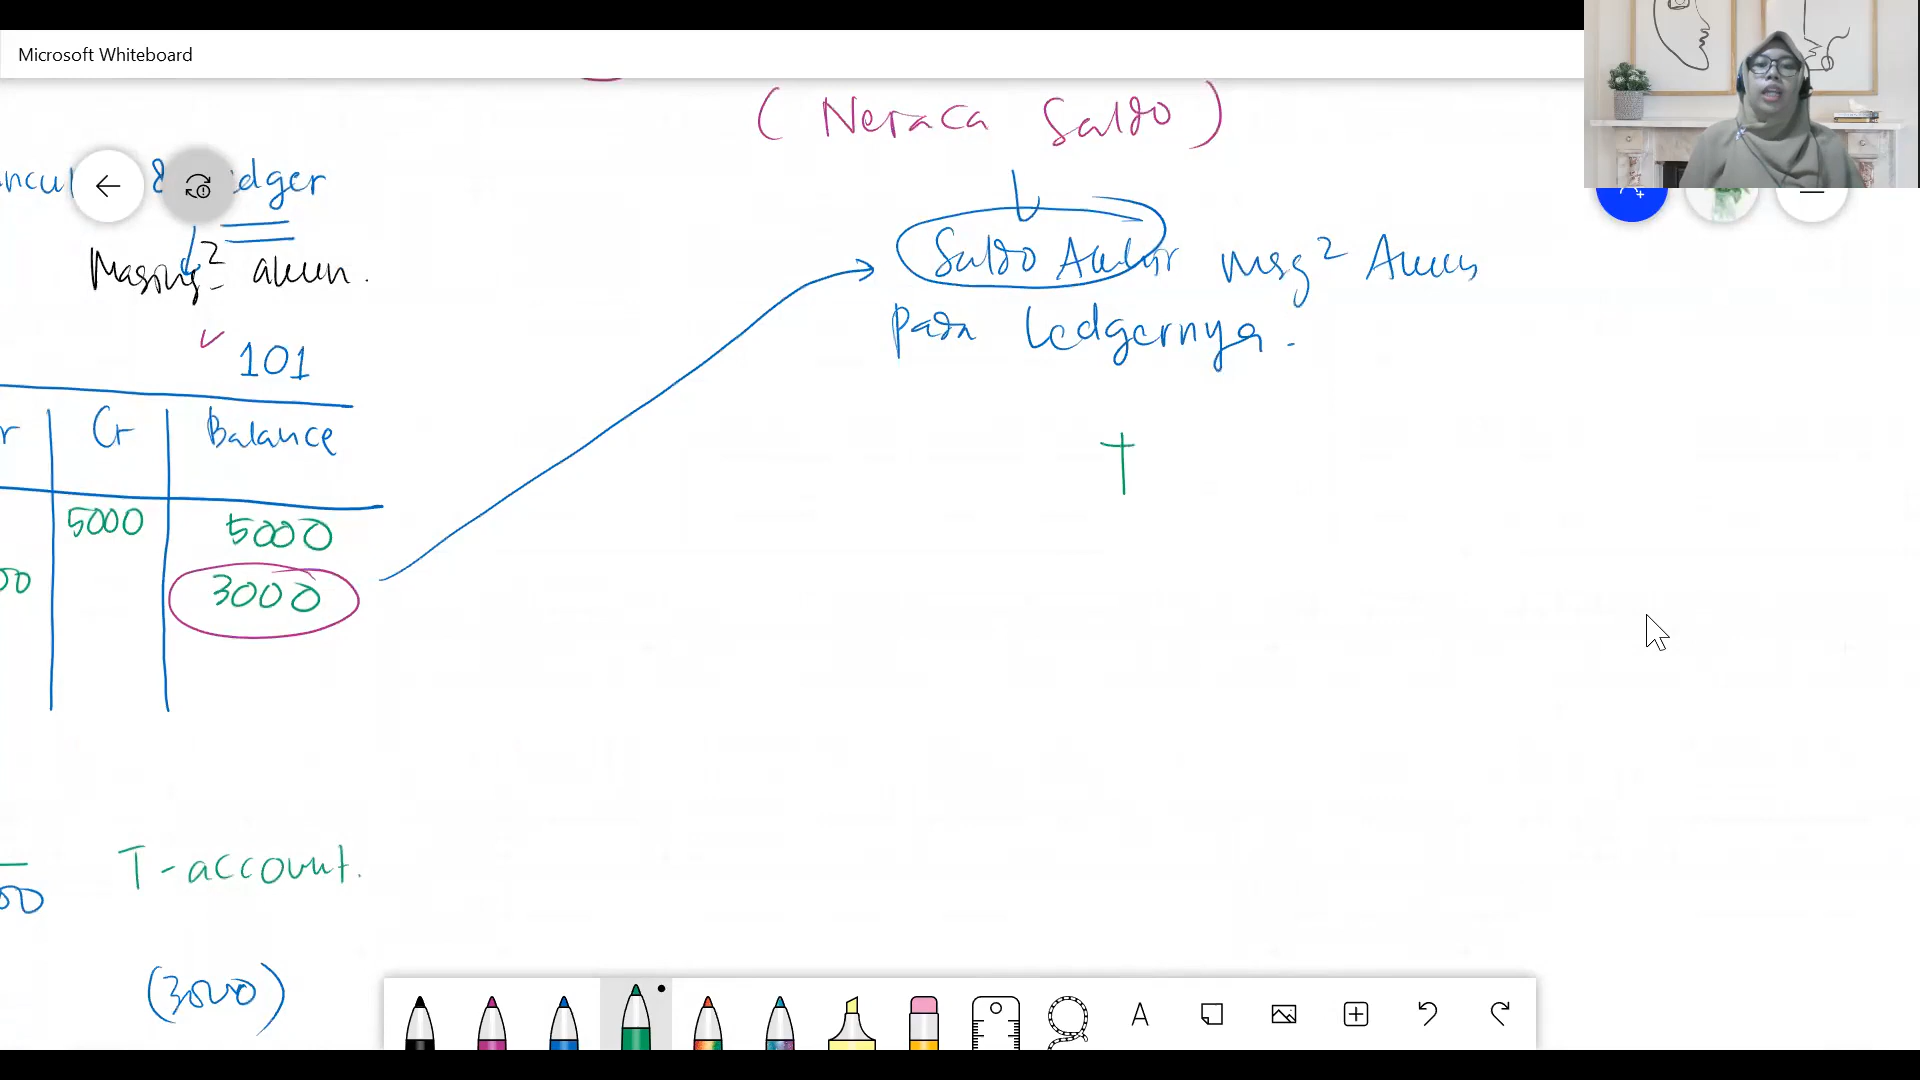 Microsoft Whiteboard
( Neraca Saldo )
dger
Masing² akun.
Saldo Akhir msg² Akun
pada Ledgernya.
101
Cr Balance
5000 5000
3000
T-account.
(3000)